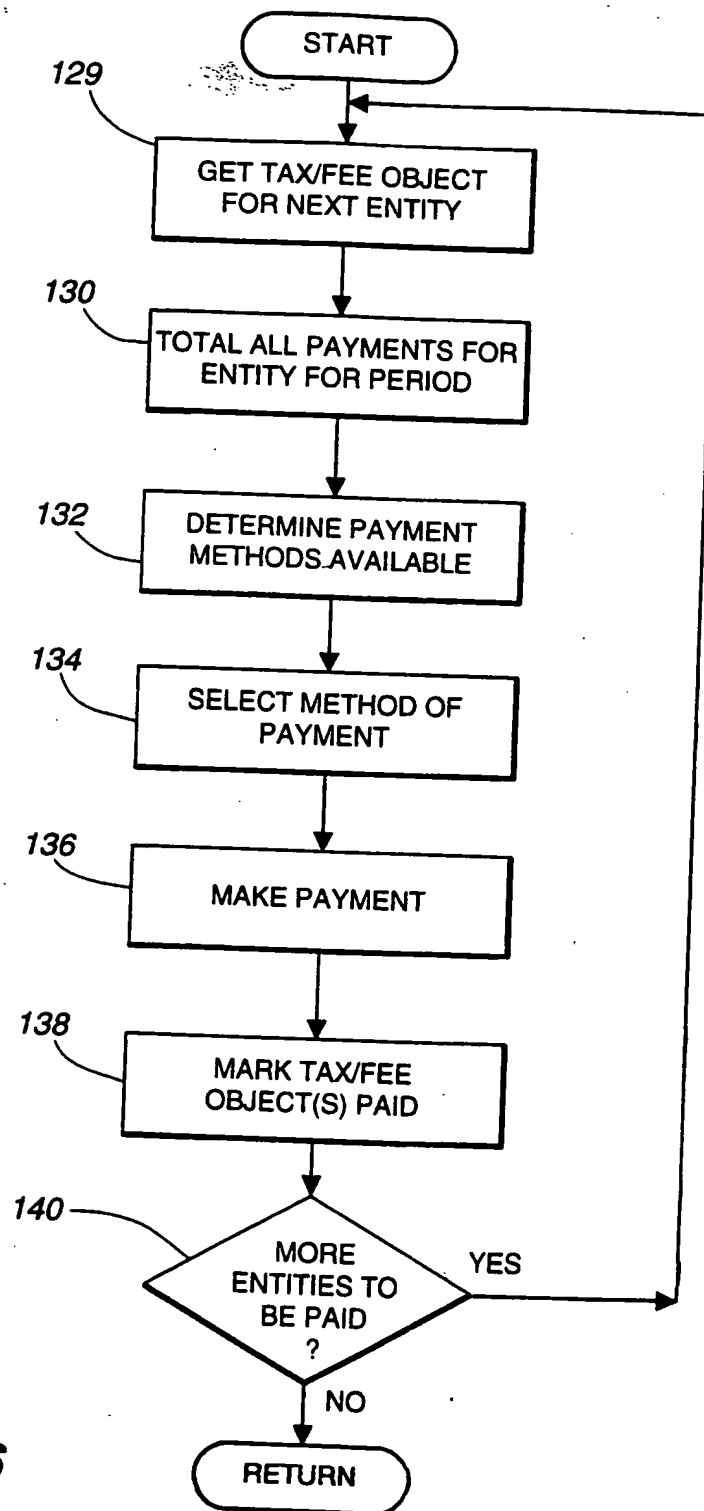 START
129
GET TAX/FEE OBJECT
FOR NEXT ENTITY
130
TOTAL ALL PAYMENTS FOR
ENTITY FOR PERIOD
132
DETERMINE PAYMENT
METHODS AVAILABLE
134
SELECT METHOD OF
PAYMENT
136
MAKE PAYMENT
138
MARK TAX/FEE
OBJECT(S) PAID
140
MORE
ENTITIES TO
BE PAID
?
YES
NO
RETURN